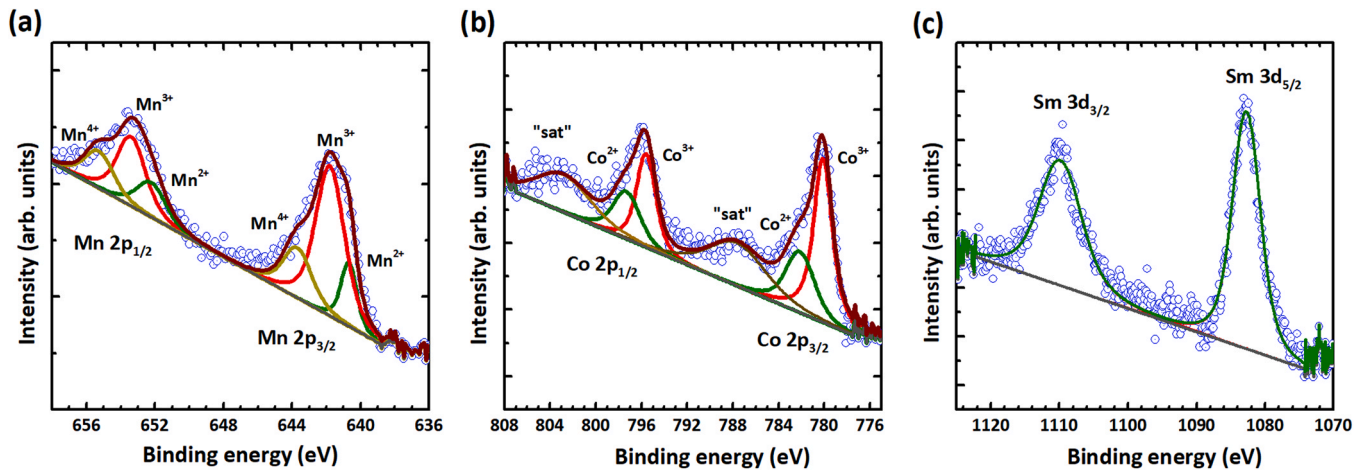 (a)
Intensity (arb. units)
Mn⁴⁺
Mn³⁺
Mn²⁺
Mn 2p₁/₂
Mn⁴⁺
Mn³⁺
Mn²⁺
Mn 2p₃/₂
656 652 648 644 640 636
Binding energy (eV)
(b)
Intensity (arb. units)
"sat"
Co²⁺
Co³⁺
Co 2p₁/₂
"sat"
Co²⁺
Co³⁺
Co 2p₃/₂
808 804 800 796 792 788 784 780 776
Binding energy (eV)
(c)
Intensity (arb. units)
Sm 3d₃/₂
Sm 3d₅/₂
1120 1110 1100 1090 1080 1070
Binding energy (eV)